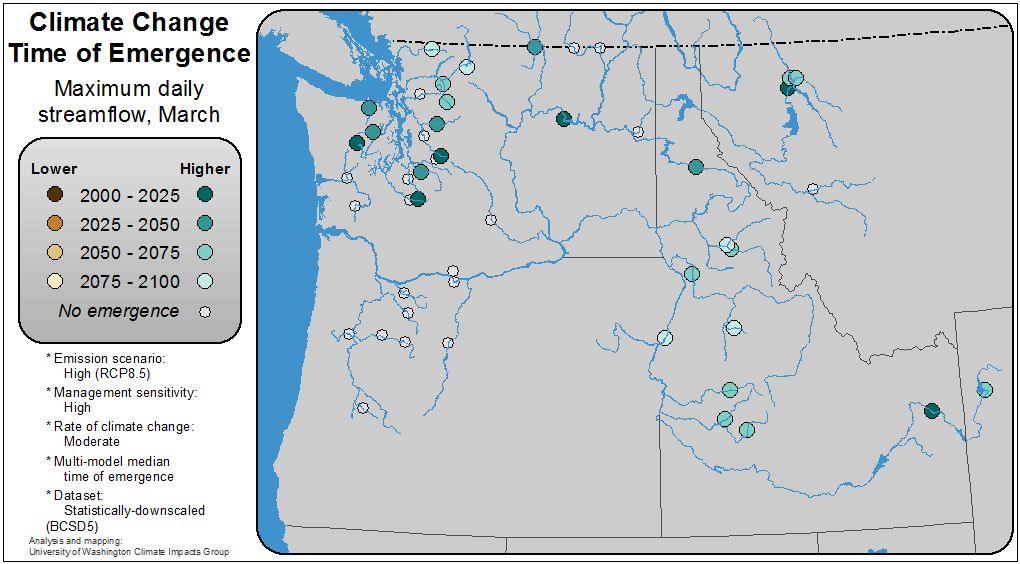 Climate Change
Time of Emergence
Maximum daily
streamflow, March
Lower Higher
2000 - 2025
2025 - 2050
2050 - 2075
2075 - 2100
No emergence
* Emission scenario:
High (RCP8.5)
* Management sensitivity:
High
* Rate of climate change:
Moderate
* Multi-model median
time of emergence
* Dataset:
Statistically-downscaled
(BCSD5)
Analysis and mapping:
University of Washington Climate Impacts Group